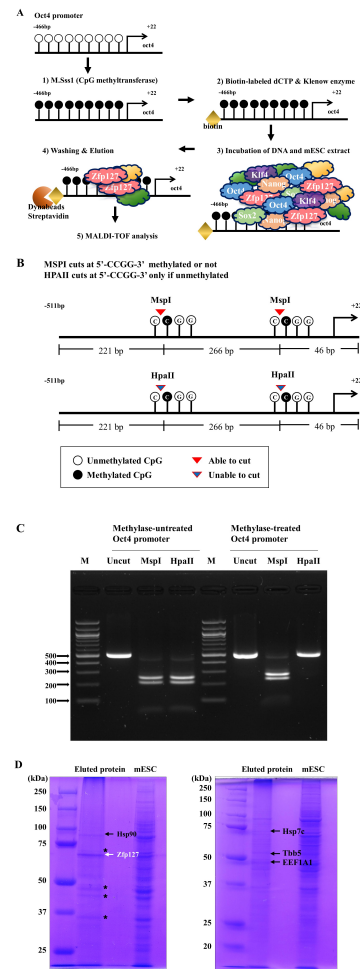 A
Oct4 promoter
-466bp +22
oct4
1) M.Sss1 (CpG methyltransferase)
-466bp +22
oct4
2) Biotin-labeled dCTP & Klenow enzyme
-466bp +22
oct4
biotin
3) Incubation of DNA and mESC extract
Klf4
Oct4
Zfp127
Oct4
Klf4
Sox2
Zfp127
-466bp +22
oct4
4) Washing & Elution
-466bp +22
oct4
Zfp127
Zfp127
Dynabeads
Streptavidin
5) MALDI-TOF analysis
B
MSPI cuts at 5'-CCGG-3' methylated or not
HPAII cuts at 5'-CCGG-3' only if unmethylated
MspI MspI
-511bp +22
C C G G C C G G
221 bp 266 bp 46 bp
HpaII HpaII
-511bp +22
C C G G C C G G
221 bp 266 bp 46 bp
Unmethylated CpG Able to cut
Methylated CpG Unable to cut
C
Methylase-untreated Methylase-treated
Oct4 promoter Oct4 promoter
M Uncut MspI HpaII M Uncut MspI HpaII
500
400
300
200
100
D
Eluted protein mESC
(kDa)
250
150
100
75
50
37
25
Hsp90
*
Zfp127
*
*
*
Eluted protein mESC
(kDa)
250
150
100
75
50
37
25
20
Hsp7c
Tbb5
EEF1A1